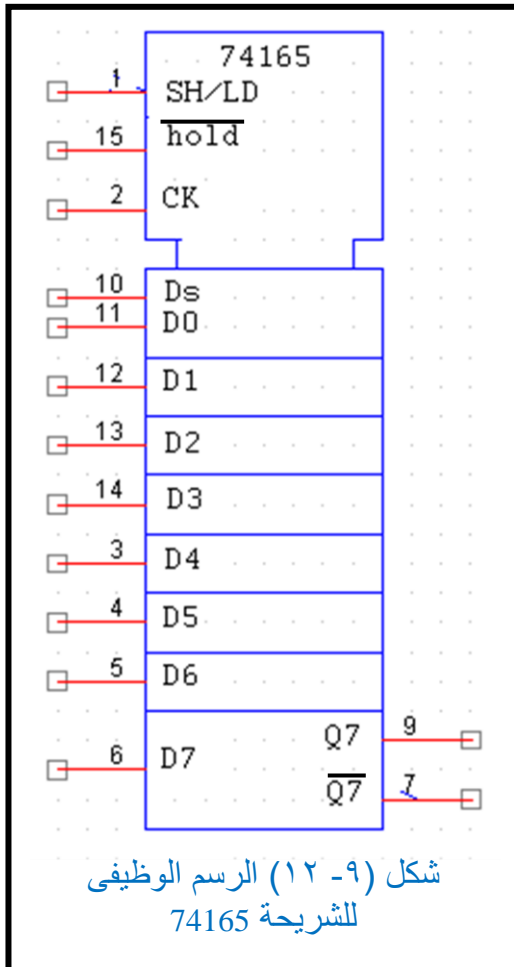 74165
1 SH/LD
15 hold
2 CK
10 Ds
11 D0
12 D1
13 D2
14 D3
3 D4
4 D5
5 D6
Q7 9
6 D7
Q7 7
شكل (٩- ١٢) الرسم الوظيفى
للشريحة 74165